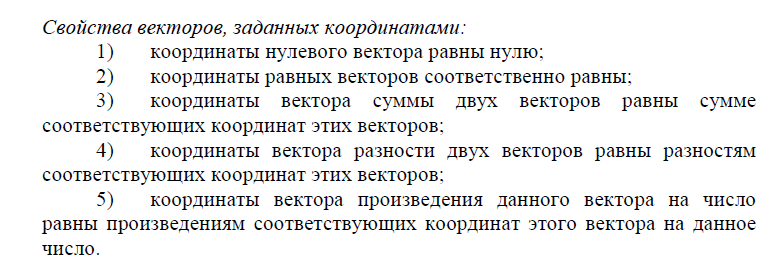 Свойства векторов, заданных координатами:
1) координаты нулевого вектора равны нулю;
2) координаты равных векторов соответственно равны;
3) координаты вектора суммы двух векторов равны сумме
соответствующих координат этих векторов;
4) координаты вектора разности двух векторов равны разностям
соответствующих координат этих векторов;
5) координаты вектора произведения данного вектора на число
равны произведениям соответствующих координат этого вектора на данное
число.